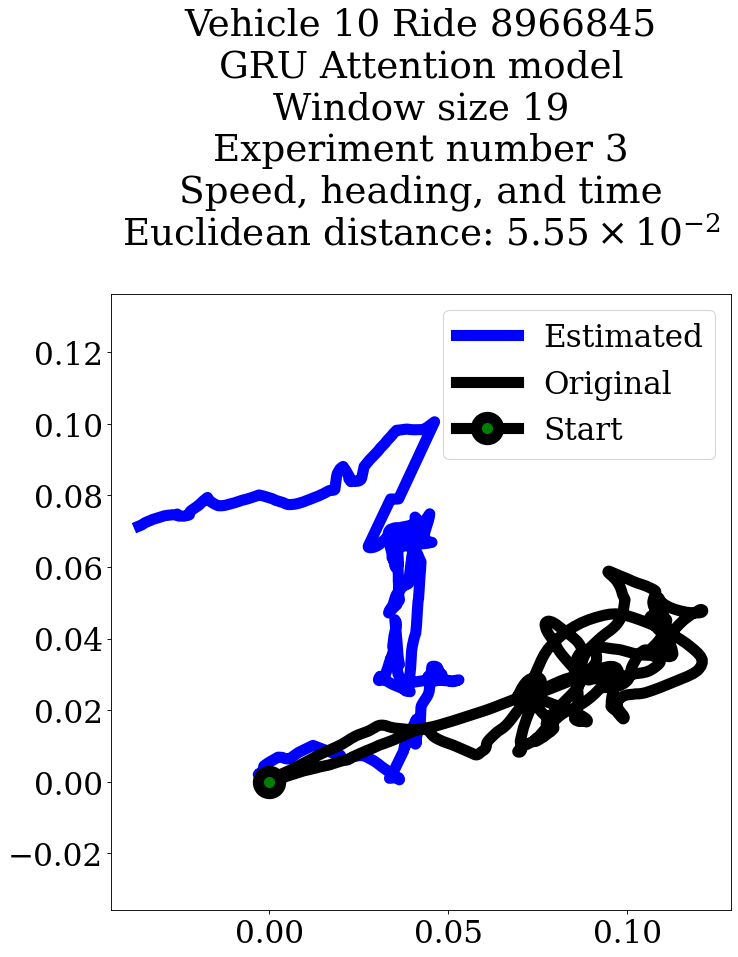 Vehicle 10 Ride 8966845
GRU Attention model
Window size 19
Experiment number 3
Speed, heading, and time
Euclidean distance: 5.55 × 10⁻²
Estimated
Original
Start
0.12
0.10
0.08
0.06
0.04
0.02
0.00
−0.02
0.00 0.05 0.10